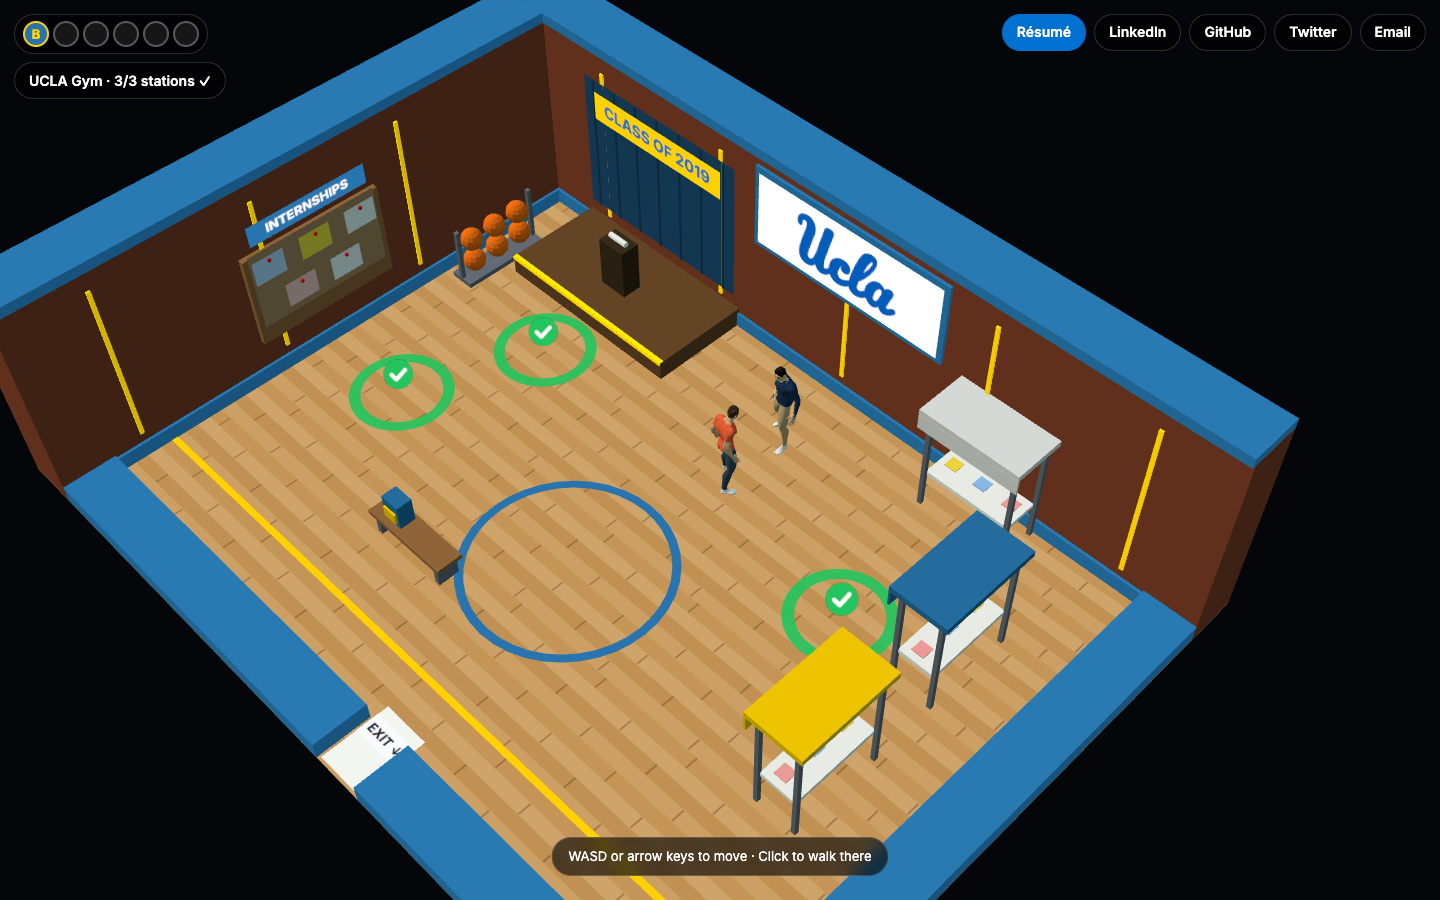 B
Résumé
LinkedIn
GitHub
Twitter
Email
UCLA Gym · 3/3 stations ✓
CLASS OF 2019
INTERNSHIPS
Ucla
EXIT ↓
WASD or arrow keys to move · Click to walk there